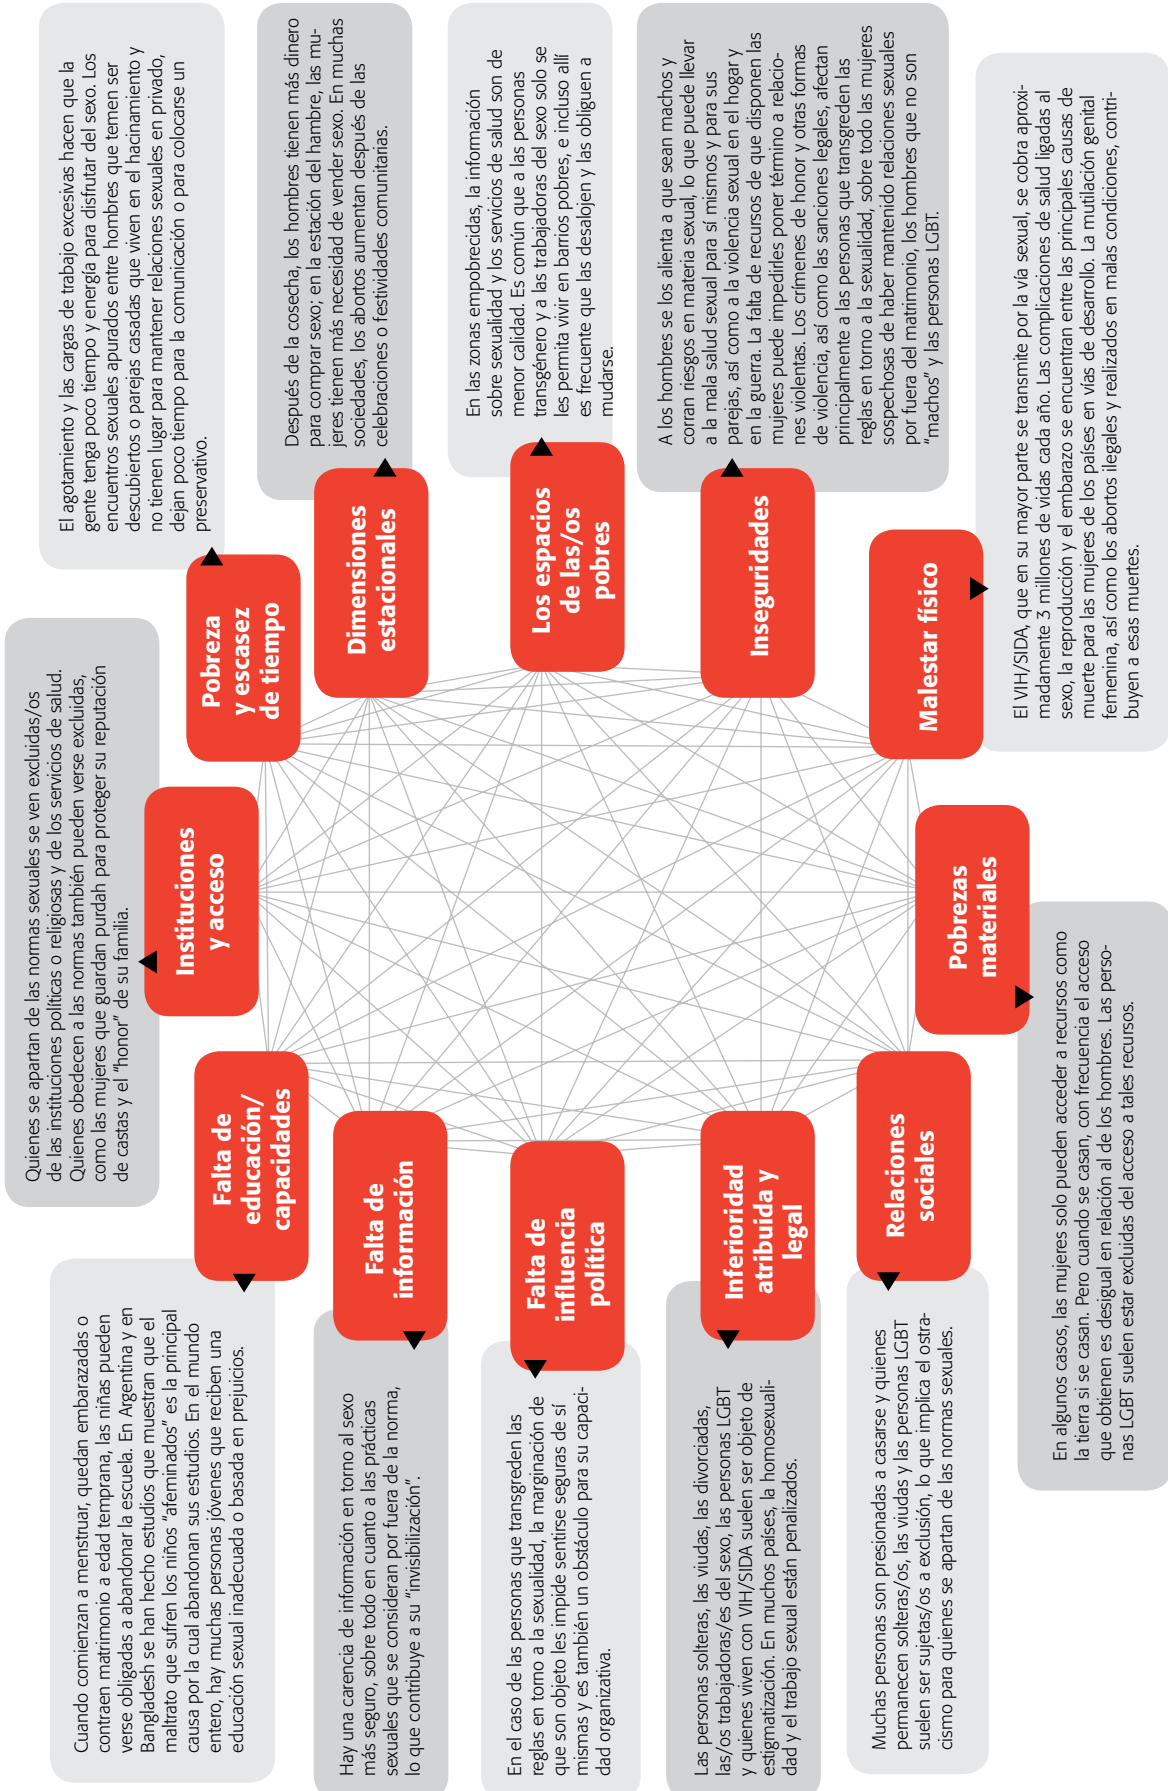 Cuando comienzan a menstruar, quedan embarazadas o
contraen matrimonio a edad temprana, las niñas pueden
verse obligadas a abandonar la escuela. En Argentina y en
Bangladesh se han hecho estudios que muestran que el
maltrato que sufren los niños "afeminados" es la principal
causa por la cual abandonan sus estudios. En el mundo
entero, hay muchas personas jóvenes que reciben una
educación sexual inadecuada o basada en prejuicios.
Falta de
educación/
capacidades
Quienes se apartan de las normas sexuales se ven excluidas/os
de las instituciones políticas o religiosas y de los servicios de salud.
Quienes obedecen a las normas también pueden verse excluidas,
como las mujeres que guardan purdah para proteger su reputación
de castas y el "honor" de su familia.
Instituciones
y acceso
El agotamiento y las cargas de trabajo excesivas hacen que la
gente tenga poco tiempo y energía para disfrutar del sexo. Los
encuentros sexuales apurados entre hombres que temen ser
descubiertos o parejas casadas que viven en el hacinamiento y
no tienen lugar para mantener relaciones sexuales en privado,
dejan poco tiempo para la comunicación o para colocarse un
preservativo.
Pobreza
y escasez
de tiempo
Hay una carencia de información en torno al sexo
más seguro, sobre todo en cuanto a las prácticas
sexuales que se consideran por fuera de la norma,
lo que contribuye a su "invisibilización".
Falta de
información
Dimensiones
estacionales
Después de la cosecha, los hombres tienen más dinero
para comprar sexo; en la estación del hambre, las mu-
jeres tienen más necesidad de vender sexo. En muchas
sociedades, los abortos aumentan después de las
celebraciones o festividades comunitarias.
En el caso de las personas que transgreden las
reglas en torno a la sexualidad, la marginación de
que son objeto les impide sentirse seguras de sí
mismas y es también un obstáculo para su capaci-
dad organizativa.
Falta de
influencia
política
Los espacios
de las/os
pobres
En las zonas empobrecidas, la información
sobre sexualidad y los servicios de salud son de
menor calidad. Es común que a las personas
transgénero y a las trabajadoras del sexo solo se
les permita vivir en barrios pobres, e incluso allí
es frecuente que las desalojen y las obliguen a
mudarse.
Las personas solteras, las viudas, las divorciadas,
las/os trabajadoras/es del sexo, las personas LGBT
y quienes viven con VIH/SIDA suelen ser objeto de
estigmatización. En muchos países, la homosexuali-
dad y el trabajo sexual están penalizados.
Inferioridad
atribuida y
legal
Inseguridades
A los hombres se los alienta a que sean machos y
corran riesgos en materia sexual, lo que puede llevar
a la mala salud sexual para sí mismos y para sus
parejas, así como a la violencia sexual en el hogar y
en la guerra. La falta de recursos de que disponen las
mujeres puede impedirles poner término a relacio-
nes violentas. Los crímenes de honor y otras formas
de violencia, así como las sanciones legales, afectan
principalmente a las personas que transgreden las
reglas en torno a la sexualidad, sobre todo las mujeres
sospechosas de haber mantenido relaciones sexuales
por fuera del matrimonio, los hombres que no son
"machos" y las personas LGBT.
Muchas personas son presionadas a casarse y quienes
permanecen solteras/os, las viudas y las personas LGBT
suelen ser sujetas/os a exclusión, lo que implica el ostra-
cismo para quienes se apartan de las normas sexuales.
Relaciones
sociales
Pobrezas
materiales
En algunos casos, las mujeres solo pueden acceder a recursos como
la tierra si se casan. Pero cuando se casan, con frecuencia el acceso
que obtienen es desigual en relación al de los hombres. Las perso-
nas LGBT suelen estar excluidas del acceso a tales recursos.
Malestar físico
El VIH/SIDA, que en su mayor parte se transmite por la vía sexual, se cobra aproxi-
madamente 3 millones de vidas cada año. Las complicaciones de salud ligadas al
sexo, la reproducción y el embarazo se encuentran entre las principales causas de
muerte para las mujeres de los países en vías de desarrollo. La mutilación genital
femenina, así como los abortos ilegales y realizados en malas condiciones, contri-
buyen a esas muertes.